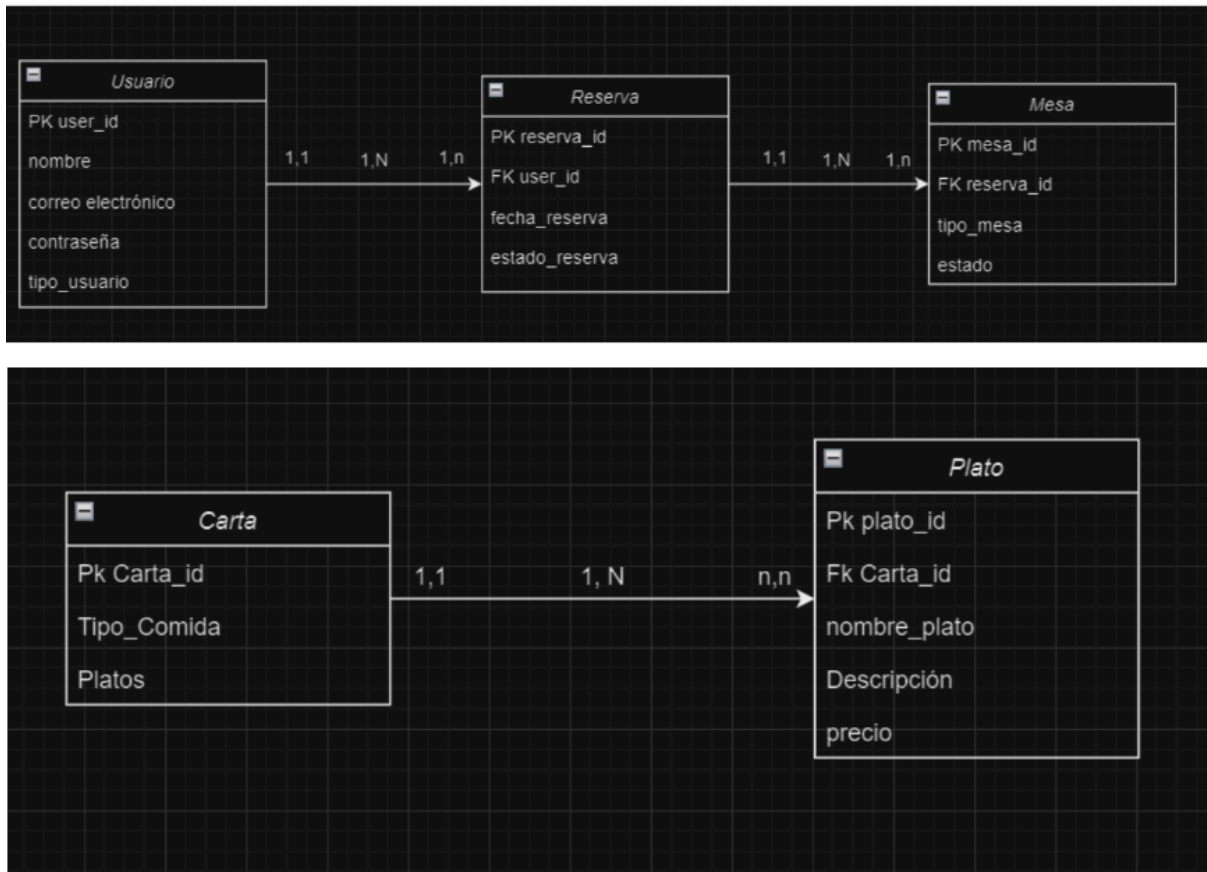 Usuario
PK user_id
nombre
correo electrónico
contraseña
tipo_usuario
1,1 1,N 1,n
Reserva
PK reserva_id
FK user_id
fecha_reserva
estado_reserva
1,1 1,N 1,n
Mesa
PK mesa_id
FK reserva_id
tipo_mesa
estado
Carta
Pk Carta_id
Tipo_Comida
Platos
1,1 1, N n,n
Plato
Pk plato_id
Fk Carta_id
nombre_plato
Descripción
precio